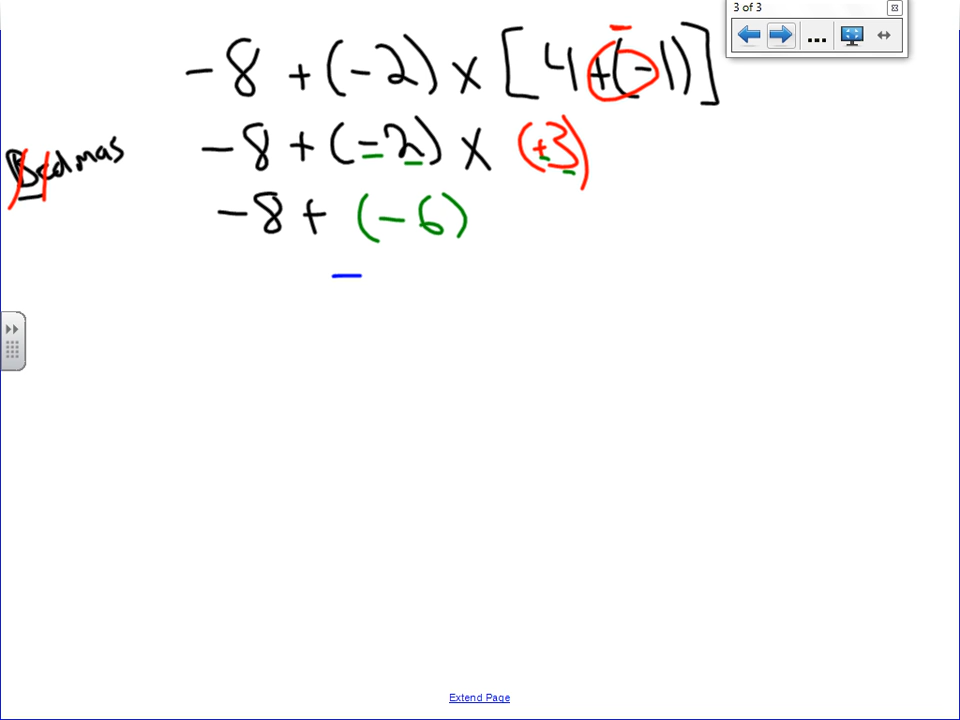 3 of 3
-8 + (-2) x [4 + (-1)]
Bedmas
-8 + (-2) x (+3)
-8 + (-6)
-
Extend Page